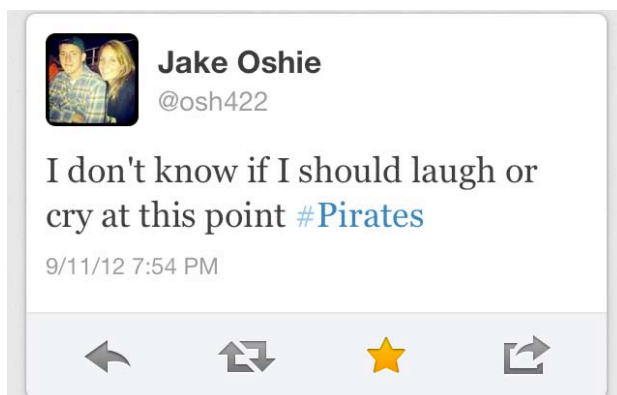 Jake Oshie
@osh422
I don't know if I should laugh or
cry at this point #Pirates
9/11/12 7:54 PM